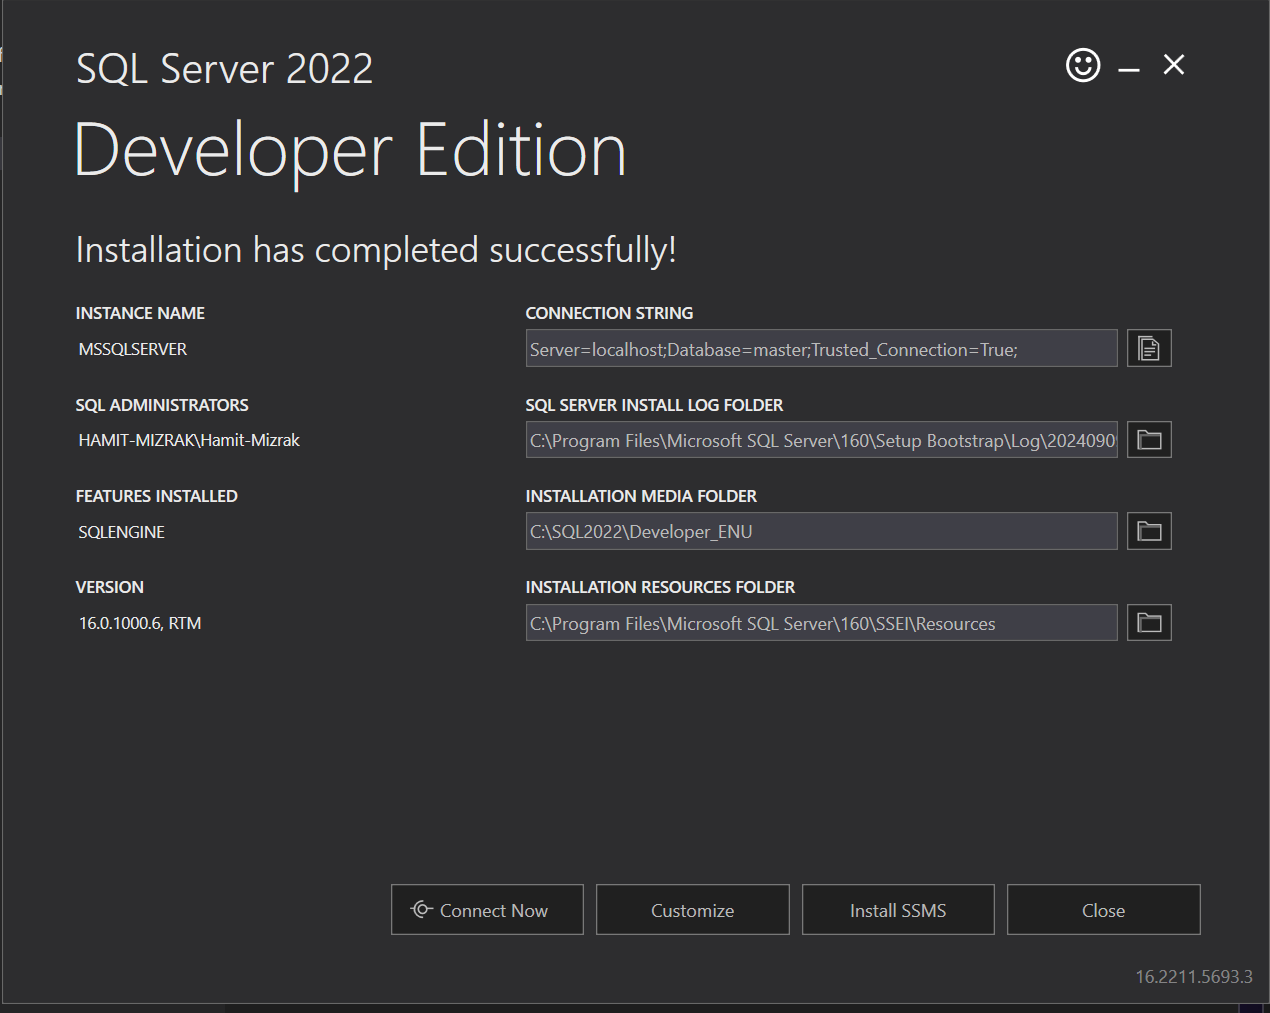 SQL Server 2022
Developer Edition
Installation has completed successfully!
INSTANCE NAME
MSSQLSERVER
CONNECTION STRING
Server=localhost;Database=master;Trusted_Connection=True;
SQL ADMINISTRATORS
HAMIT-MIZRAK\Hamit-Mizrak
SQL SERVER INSTALL LOG FOLDER
C:\Program Files\Microsoft SQL Server\160\Setup Bootstrap\Log\2024090
FEATURES INSTALLED
SQLENGINE
INSTALLATION MEDIA FOLDER
C:\SQL2022\Developer_ENU
VERSION
16.0.1000.6, RTM
INSTALLATION RESOURCES FOLDER
C:\Program Files\Microsoft SQL Server\160\SSEI\Resources
Connect Now
Customize
Install SSMS
Close
16.2211.5693.3